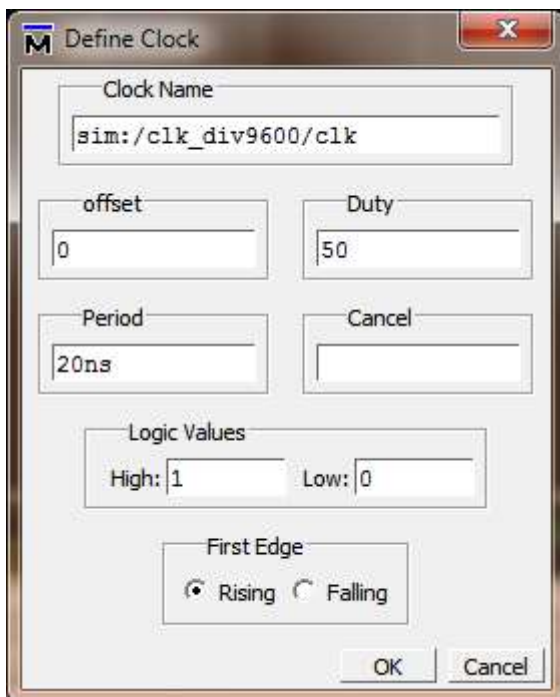 Define Clock
Clock Name
sim:/clk_div9600/clk
offset
Duty
0
50
Period
Cancel
20ns
Logic Values
High: 1 Low: 0
First Edge
Rising Falling
OK Cancel